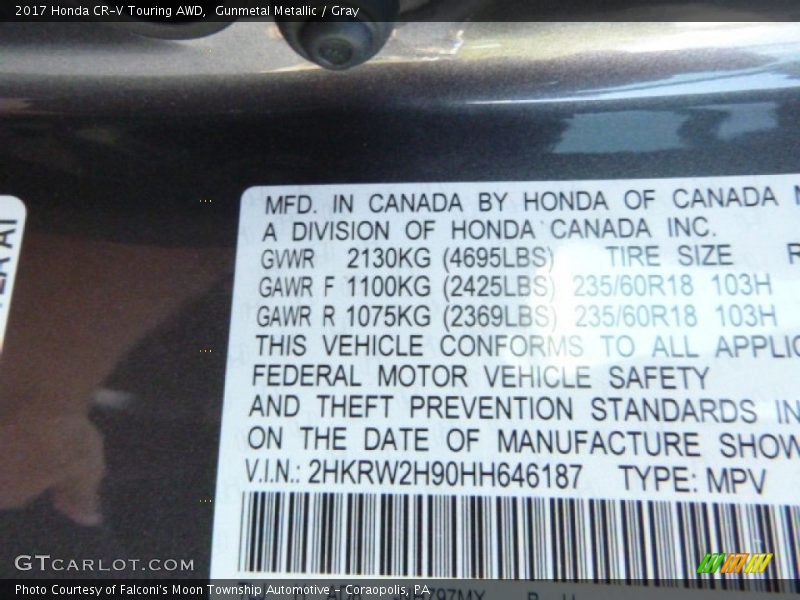 2017 Honda CR-V Touring AWD, Gunmetal Metallic / Gray
MFD. IN CANADA BY HONDA OF CANADA
A DIVISION OF HONDA CANADA INC.
GVWR 2130KG (4695LBS) TIRE SIZE R
GAWR F 1100KG (2425LBS) 235/60R18 103H
GAWR R 1075KG (2369LBS) 235/60R18 103H
THIS VEHICLE CONFORMS TO ALL APPLIC
FEDERAL MOTOR VEHICLE SAFETY
AND THEFT PREVENTION STANDARDS IN
ON THE DATE OF MANUFACTURE SHOW
V.I.N.: 2HKRW2H90HH646187 TYPE: MPV
GTCARLOT.COM
Photo Courtesy of Falconi's Moon Township Automotive - Coraopolis, PA